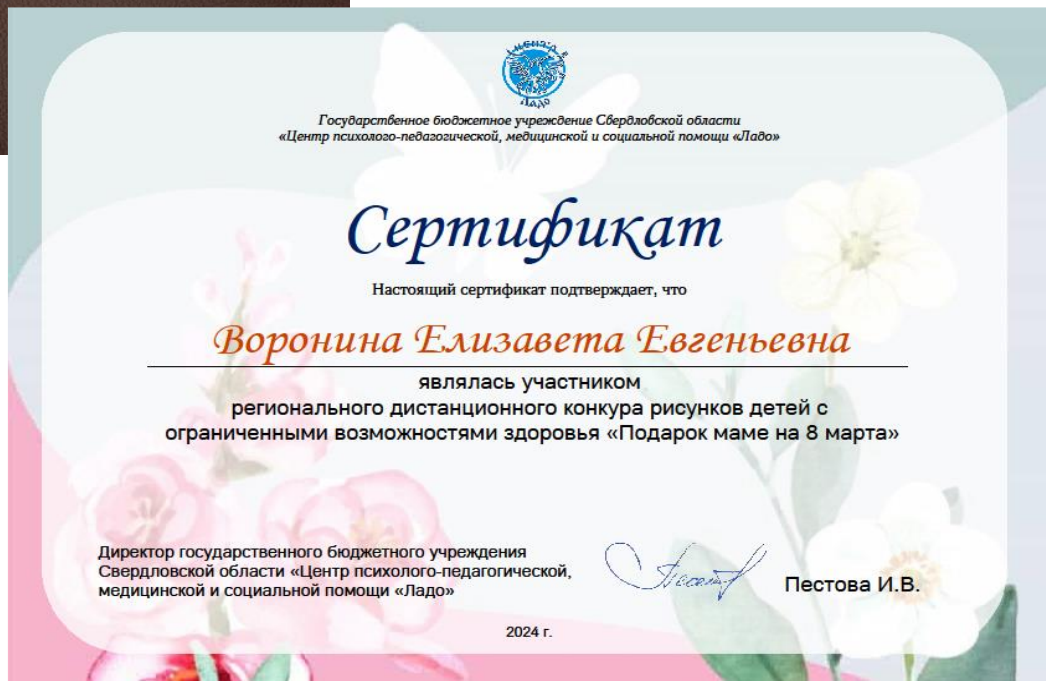 Центр
Ладо
Государственное бюджетное учреждение Свердловской области
«Центр психолого-педагогической, медицинской и социальной помощи «Ладо»
Сертификат
Настоящий сертификат подтверждает, что
Воронина Елизавета Евгеньевна
являлась участником
регионального дистанционного конкура рисунков детей с
ограниченными возможностями здоровья «Подарок маме на 8 марта»
Директор государственного бюджетного учреждения
Свердловской области «Центр психолого-педагогической,
медицинской и социальной помощи «Ладо»
Пестова И.В.
2024 г.